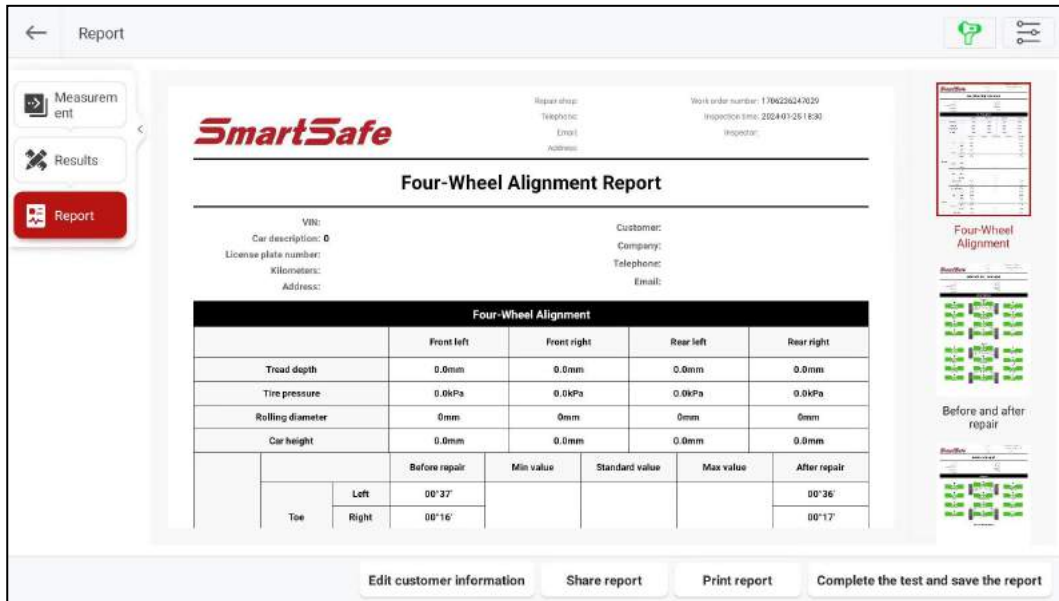 Report
Measurem
ent
Results
Report
SmartSafe
Repair shop:
Telephone:
Email:
Address:
Work order number: 1706236247029
Inspection time: 2024-01-25 18:30
Inspector:
Four-Wheel Alignment Report
VIN:
Car description: 0
License plate number:
Kilometers:
Address:
Customer:
Company:
Telephone:
Email:
Four-Wheel Alignment
Front left Front right Rear left Rear right
Tread depth 0.0mm 0.0mm 0.0mm 0.0mm
Tire pressure 0.0kPa 0.0kPa 0.0kPa 0.0kPa
Rolling diameter 0mm 0mm 0mm 0mm
Car height 0.0mm 0.0mm 0.0mm 0.0mm
Before repair Min value Standard value Max value After repair
Toe
Left 00°37' 00°36'
Right 00°16' 00°17'
Four-Wheel
Alignment
Before and after
repair
Edit customer information Share report Print report Complete the test and save the report